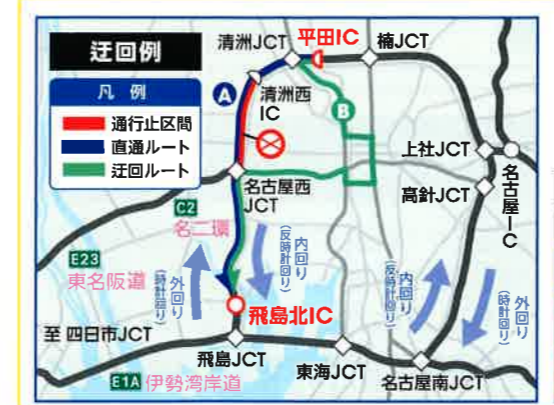 迂回例
凡 例
通行止区間
直通ルート
迂回ルート
清洲JCT
平田IC
楠JCT
A
清洲西
IC
B
上社JCT
名古屋IC
高針JCT
名古屋西
JCT
C2
名二環
E23
東名阪道
外回り
(時計回り)
内回り
(反時計回り)
内回り
(反時計回り)
外回り
(時計回り)
飛島北IC
至 四日市JCT
飛島JCT
東海JCT
名古屋南JCT
E1A 伊勢湾岸道